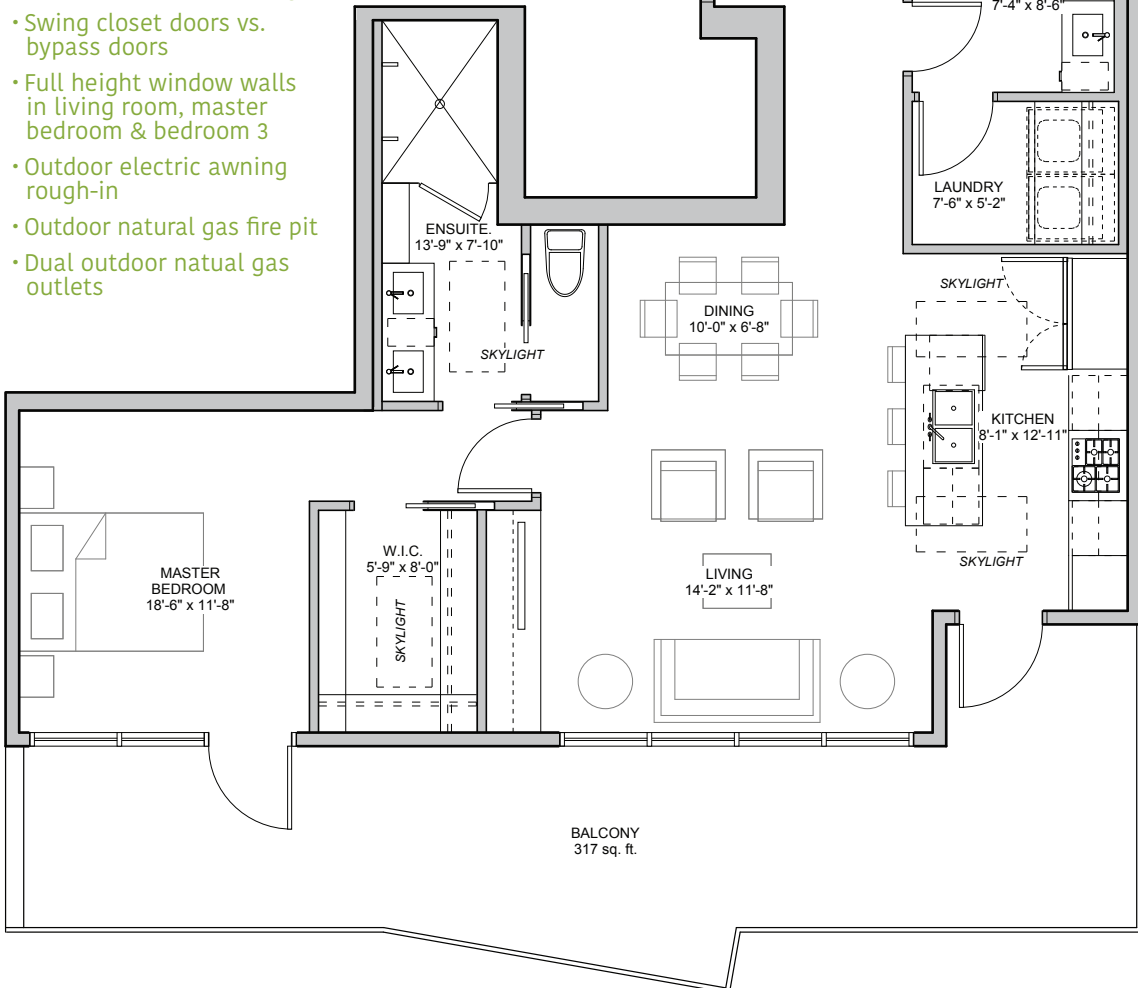 • Swing closet doors vs.
bypass doors
• Full height window walls
in living room, master
bedroom & bedroom 3
• Outdoor electric awning
rough-in
• Outdoor natural gas fire pit
• Dual outdoor natual gas
outlets
7'-4" x 8'-6"
LAUNDRY
7'-6" x 5'-2"
ENSUITE.
13'-9" x 7'-10"
SKYLIGHT
DINING
10'-0" x 6'-8"
SKYLIGHT
KITCHEN
8'-1" x 12'-11"
SKYLIGHT
W.I.C.
5'-9" x 8'-0"
SKYLIGHT
MASTER
BEDROOM
18'-6" x 11'-8"
LIVING
14'-2" x 11'-8"
BALCONY
317 sq. ft.